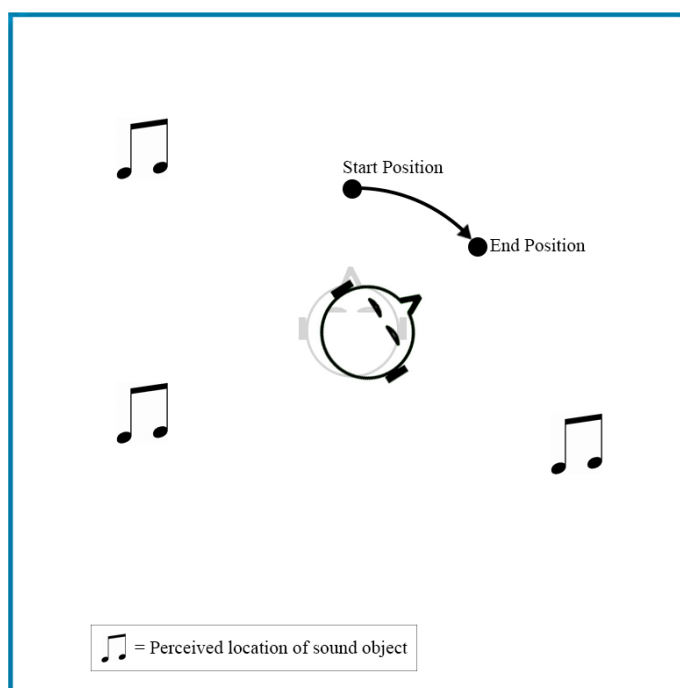 Start Position
End Position
= Perceived location of sound object